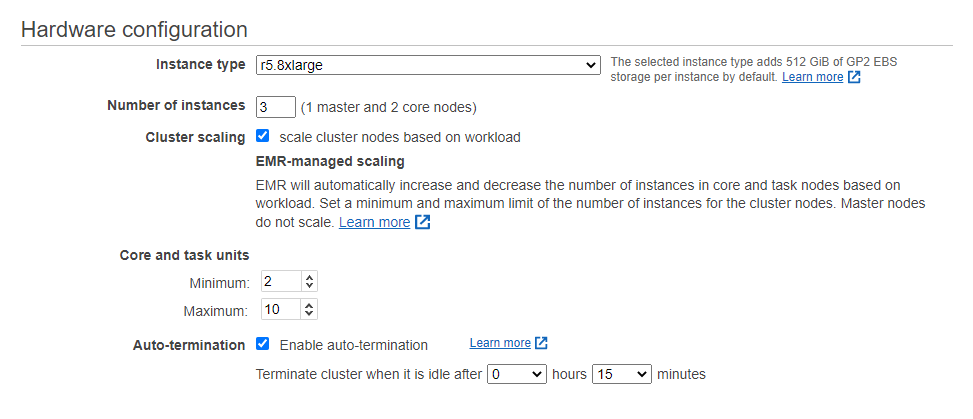 Hardware configuration
Instance type r5.8xlarge The selected instance type adds 512 GiB of GP2 EBS
storage per instance by default. Learn more
Number of instances 3 (1 master and 2 core nodes)
Cluster scaling scale cluster nodes based on workload
EMR-managed scaling
EMR will automatically increase and decrease the number of instances in core and task nodes based on
workload. Set a minimum and maximum limit of the number of instances for the cluster nodes. Master nodes
do not scale. Learn more
Core and task units
Minimum: 2
Maximum: 10
Auto-termination Enable auto-termination Learn more
Terminate cluster when it is idle after 0 hours 15 minutes